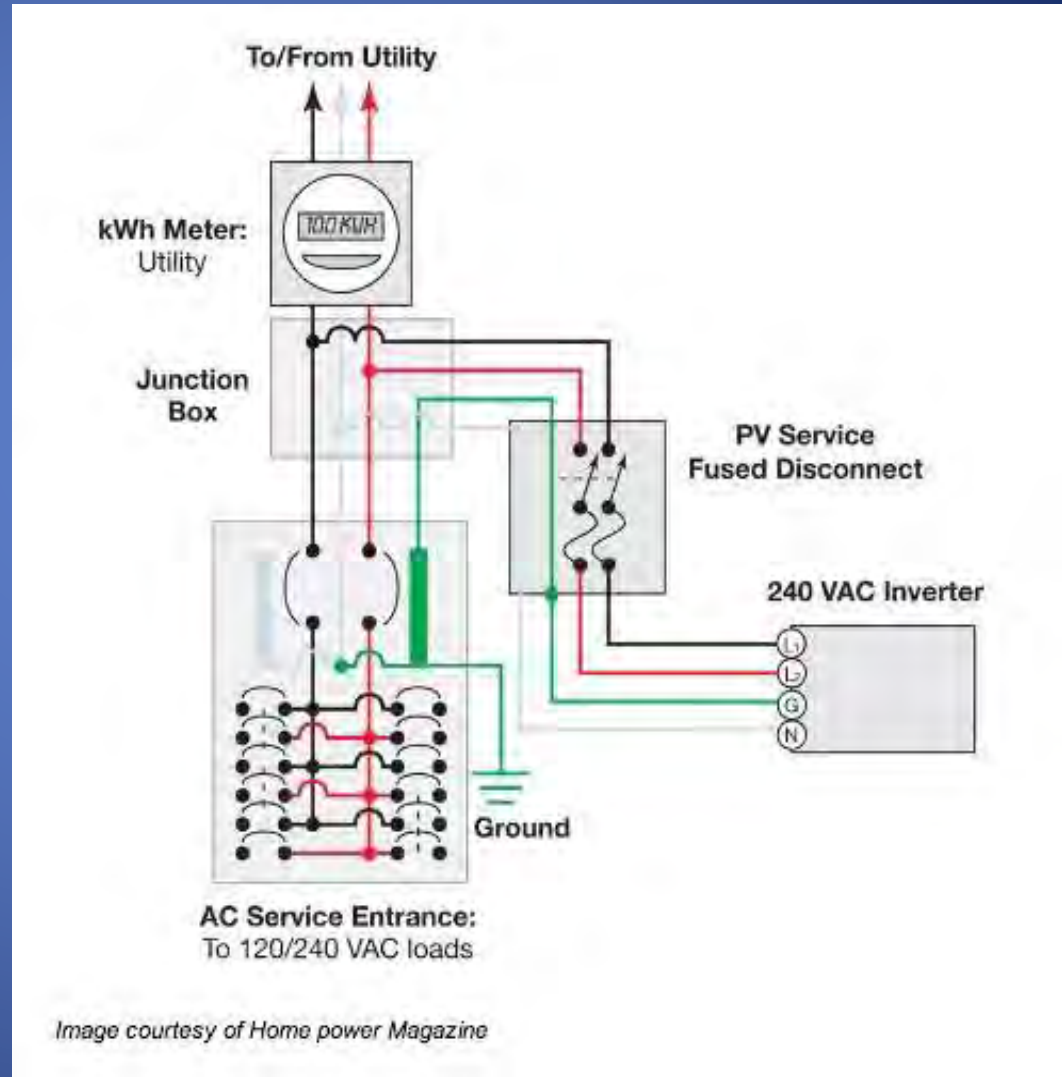 To/From Utility
100 KWH
kWh Meter:
Utility
Junction
Box
PV Service
Fused Disconnect
240 VAC Inverter
L1
L2
G
N
Ground
AC Service Entrance:
To 120/240 VAC loads
Image courtesy of Home power Magazine